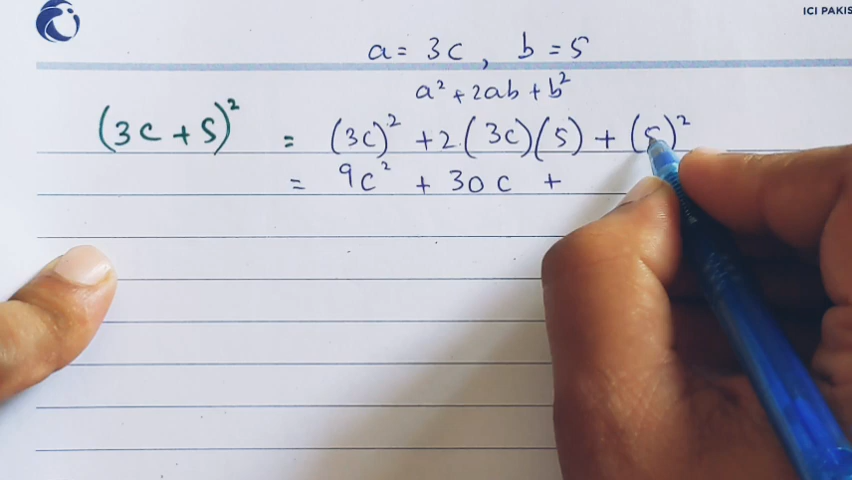 ICI PAKIS
a = 3c, b = 5
a² + 2ab + b²
(3c + 5)² = (3c)² + 2.(3c)(5) + (5)²
= 9c² + 30c +